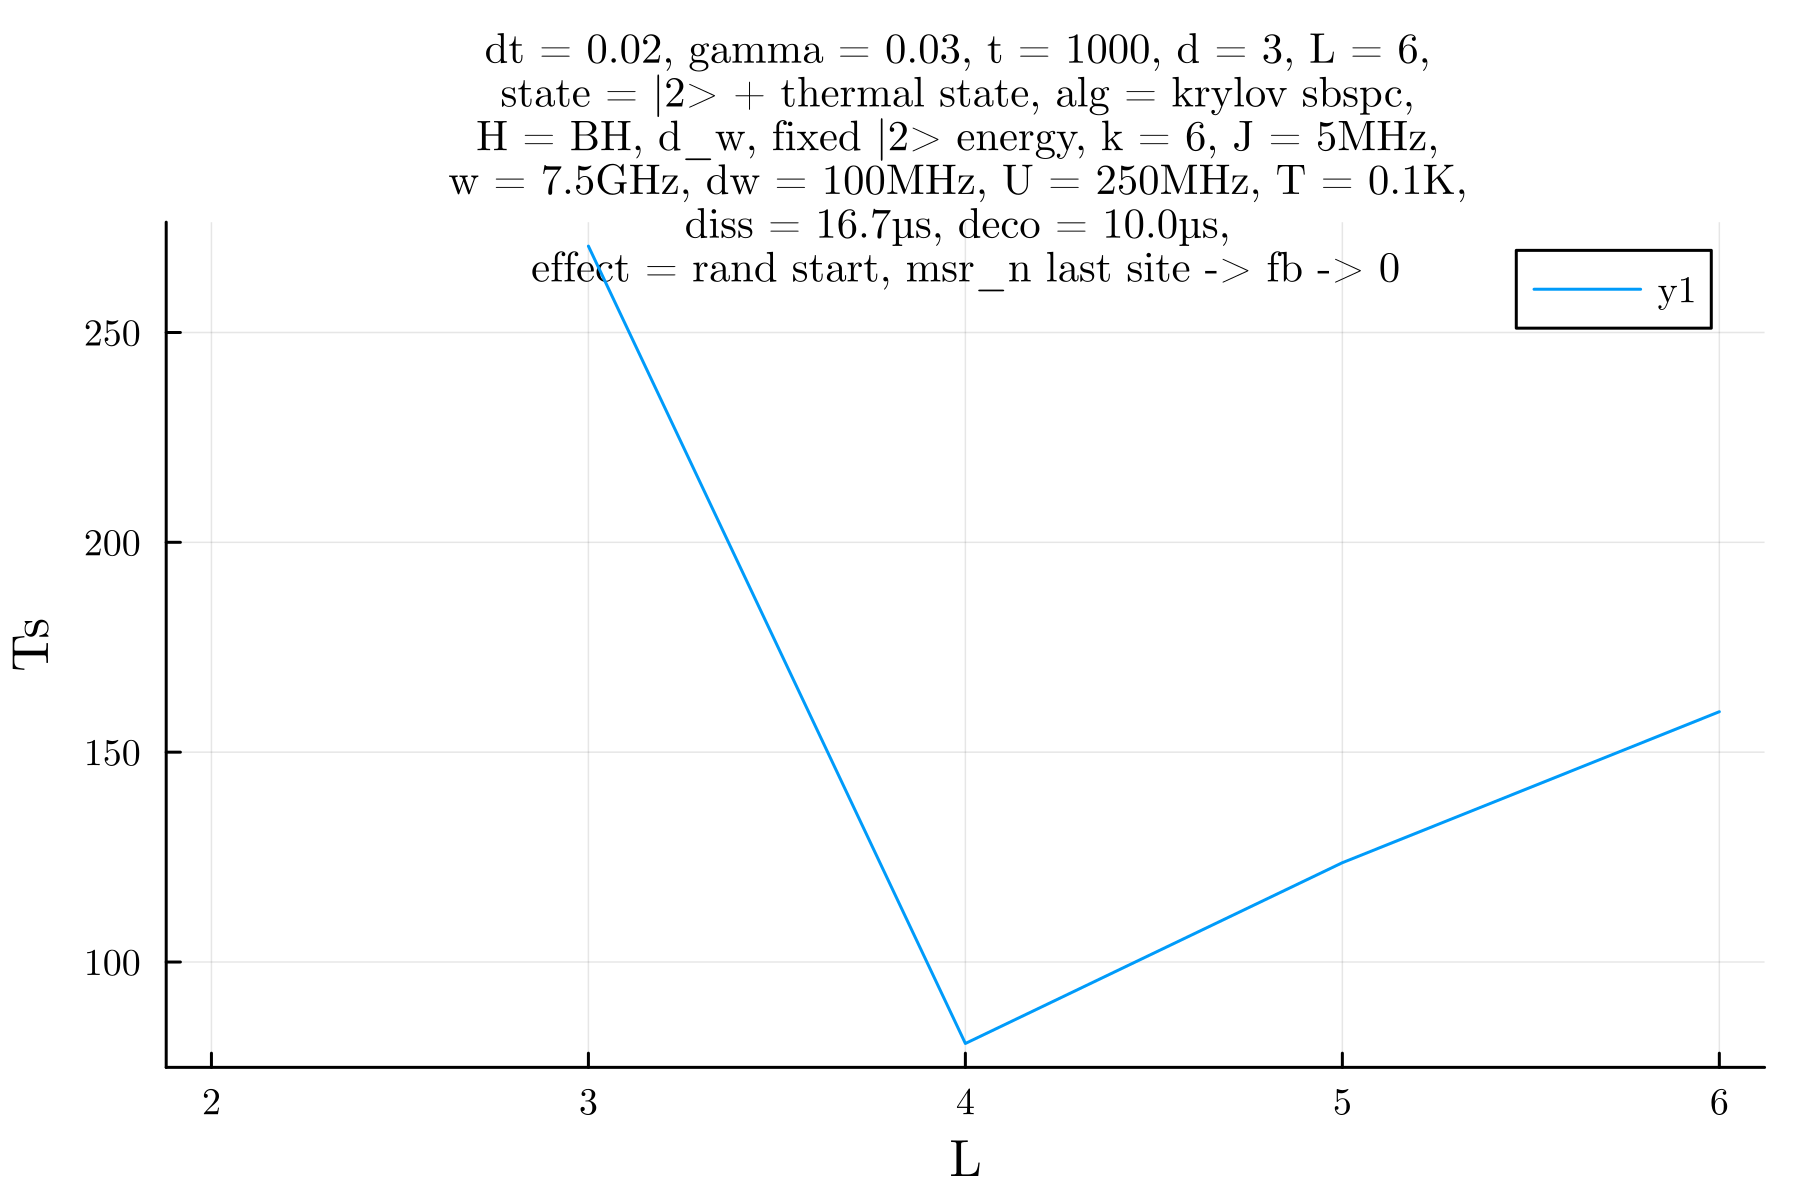 dt = 0.02, gamma = 0.03, t = 1000, d = 3, L = 6,
state = |2> + thermal state, alg = krylov sbspc,
H = BH, d_w, fixed |2> energy, k = 6, J = 5MHz,
w = 7.5GHz, dw = 100MHz, U = 250MHz, T = 0.1K,
diss = 16.7µs, deco = 10.0µs,
effect = rand start, msr_n last site -> fb -> 0
y1
250
200
150
100
Ts
2 3 4 5 6
L